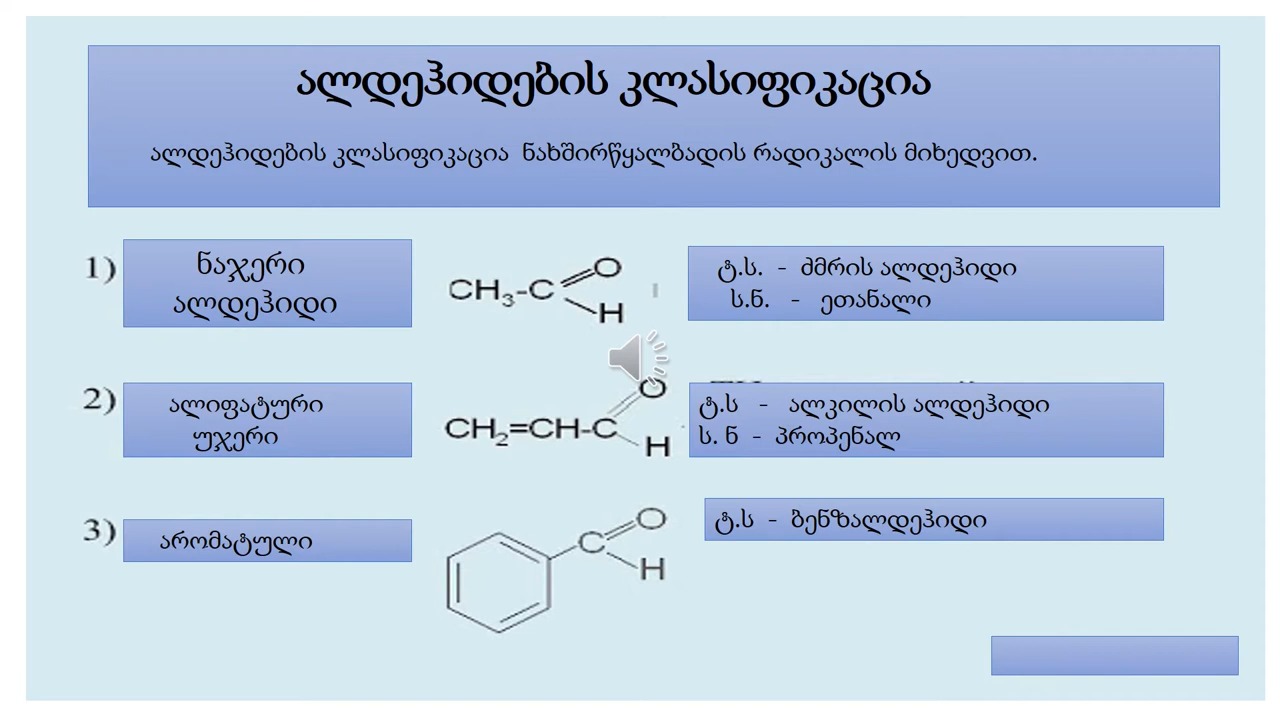 ალდეჰიდების კლასიფიკაცია
ალდეჰიდების კლასიფიკაცია ნახშირწყალბადის რადიკალის მიხედვით.
1)
ნაჯერი
ალდეჰიდი
O
CH₃-C
H
ტ.ს. - ძმრის ალდეჰიდი
ს.ნ. - ეთანალი
2)
ალიფატური
უჯერი
O
CH₂=CH-C
H
ტ.ს - ალკილის ალდეჰიდი
ს. ნ - პროპენალ
3)
არომატული
O
C
H
ტ.ს - ბენზალდეჰიდი